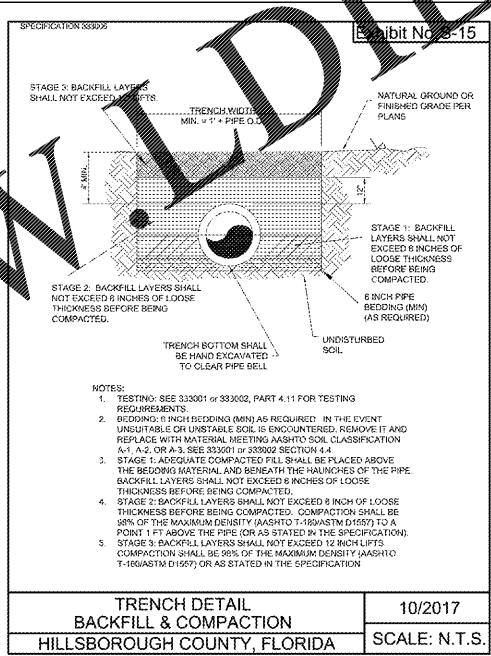 SPECIFICATION 333006
Exhibit No. S-15
STAGE 3: BACKFILL LAYERS
SHALL NOT EXCEED 12" LIFTS.
TRENCH WIDTH
MIN. = 1' + PIPE O.D.
NATURAL GROUND OR
FINISHED GRADE PER
PLANS
4' MIN.
12"
STAGE 1: BACKFILL
LAYERS SHALL NOT
EXCEED 6 INCHES OF
LOOSE THICKNESS
BEFORE BEING
COMPACTED.
STAGE 2: BACKFILL LAYERS SHALL
NOT EXCEED 6 INCHES OF LOOSE
THICKNESS BEFORE BEING
COMPACTED.
6 INCH PIPE
BEDDING (MIN)
(AS REQUIRED)
TRENCH BOTTOM SHALL
BE HAND EXCAVATED
TO CLEAR PIPE BELL
UNDISTURBED
SOIL
NOTES:
1. TESTING: SEE 333001 or 333002, PART 4.11 FOR TESTING
REQUIREMENTS.
2. BEDDING: 6 INCH BEDDING (MIN) AS REQUIRED. IN THE EVENT
UNSUITABLE OR UNSTABLE SOIL IS ENCOUNTERED, REMOVE IT AND
REPLACE WITH MATERIAL MEETING AASHTO SOIL CLASSIFICATION
A-1, A-2, OR A-3. SEE 333001 or 333002 SECTION 4.4.
3. STAGE 1: ADEQUATE COMPACTED FILL SHALL BE PLACED ABOVE
THE BEDDING MATERIAL AND BENEATH THE HAUNCHES OF THE PIPE.
BACKFILL LAYERS SHALL NOT EXCEED 6 INCHES OF LOOSE
THICKNESS BEFORE BEING COMPACTED.
4. STAGE 2: BACKFILL LAYERS SHALL NOT EXCEED 6 INCH OF LOOSE
THICKNESS BEFORE BEING COMPACTED. COMPACTION SHALL BE
98% OF THE MAXIMUM DENSITY (AASHTO T-180/ASTM D1557) TO A
POINT 1 FT ABOVE THE PIPE (OR AS STATED IN THE SPECIFICATION).
5. STAGE 3: BACKFILL LAYERS SHALL NOT EXCEED 12 INCH LIFTS.
COMPACTION SHALL BE 98% OF THE MAXIMUM DENSITY (AASHTO
T-180/ASTM D1557) OR AS STATED IN THE SPECIFICATION
TRENCH DETAIL
BACKFILL & COMPACTION
10/2017
HILLSBOROUGH COUNTY, FLORIDA
SCALE: N.T.S.
W.LDIL